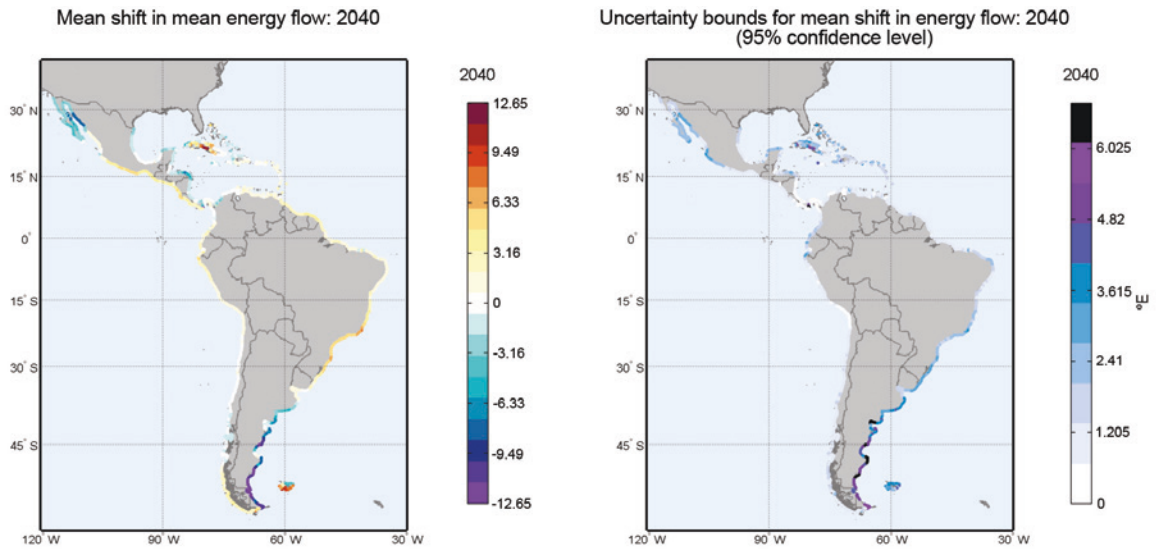 Mean shift in mean energy flow: 2040
2040
12.65
9.49
6.33
3.16
0
-3.16
-6.33
-9.49
-12.65
30° N
15° N
0°
15° S
30° S
45° S
120° W
90° W
60° W
30° W
Uncertainty bounds for mean shift in energy flow: 2040
(95% confidence level)
2040
6.025
4.82
3.615
2.41
1.205
0
°E
30° N
15° N
0°
15° S
30° S
45° S
120° W
90° W
60° W
30° W